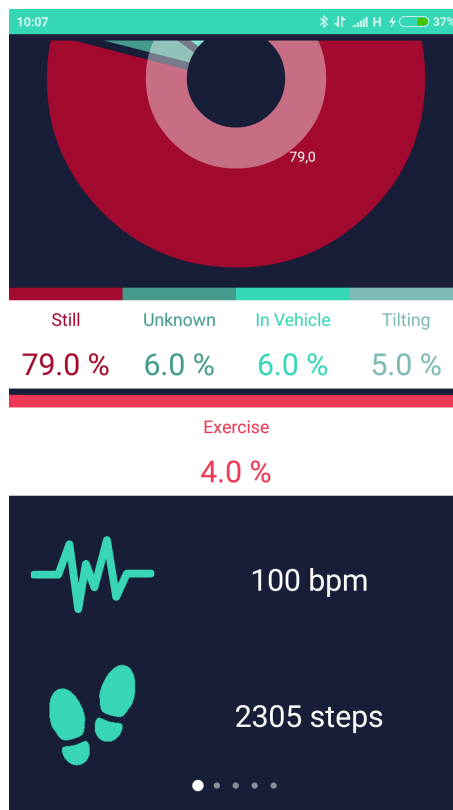 10:07 H 37%
79,0
Still Unknown In Vehicle Tilting
79.0 % 6.0 % 6.0 % 5.0 %
Exercise
4.0 %
100 bpm
2305 steps